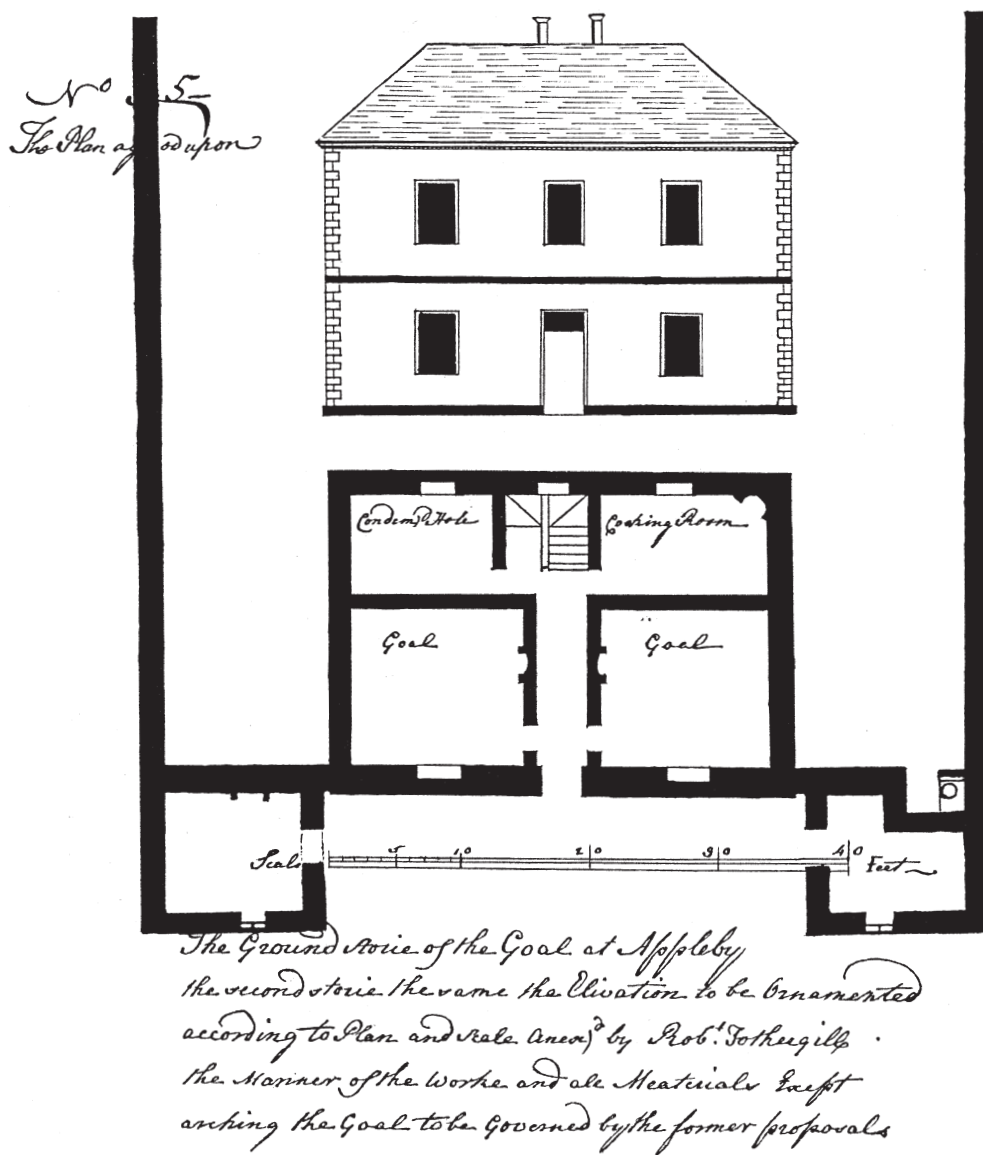 Nº 5
The Plan agreed upon
Condemd Hole
Cooking Room
Goal
Goal
Scale
5 10 20 30 40
Feet
The Ground storie of the Goal at Appleby
the second storie the same the Elivation to be Ornamented
according to Plan and scale Anexd by Robt. Fothergill
the Manner of the Worke and all Meaterials Exept
arching the Goal to be Governed by the former proposals